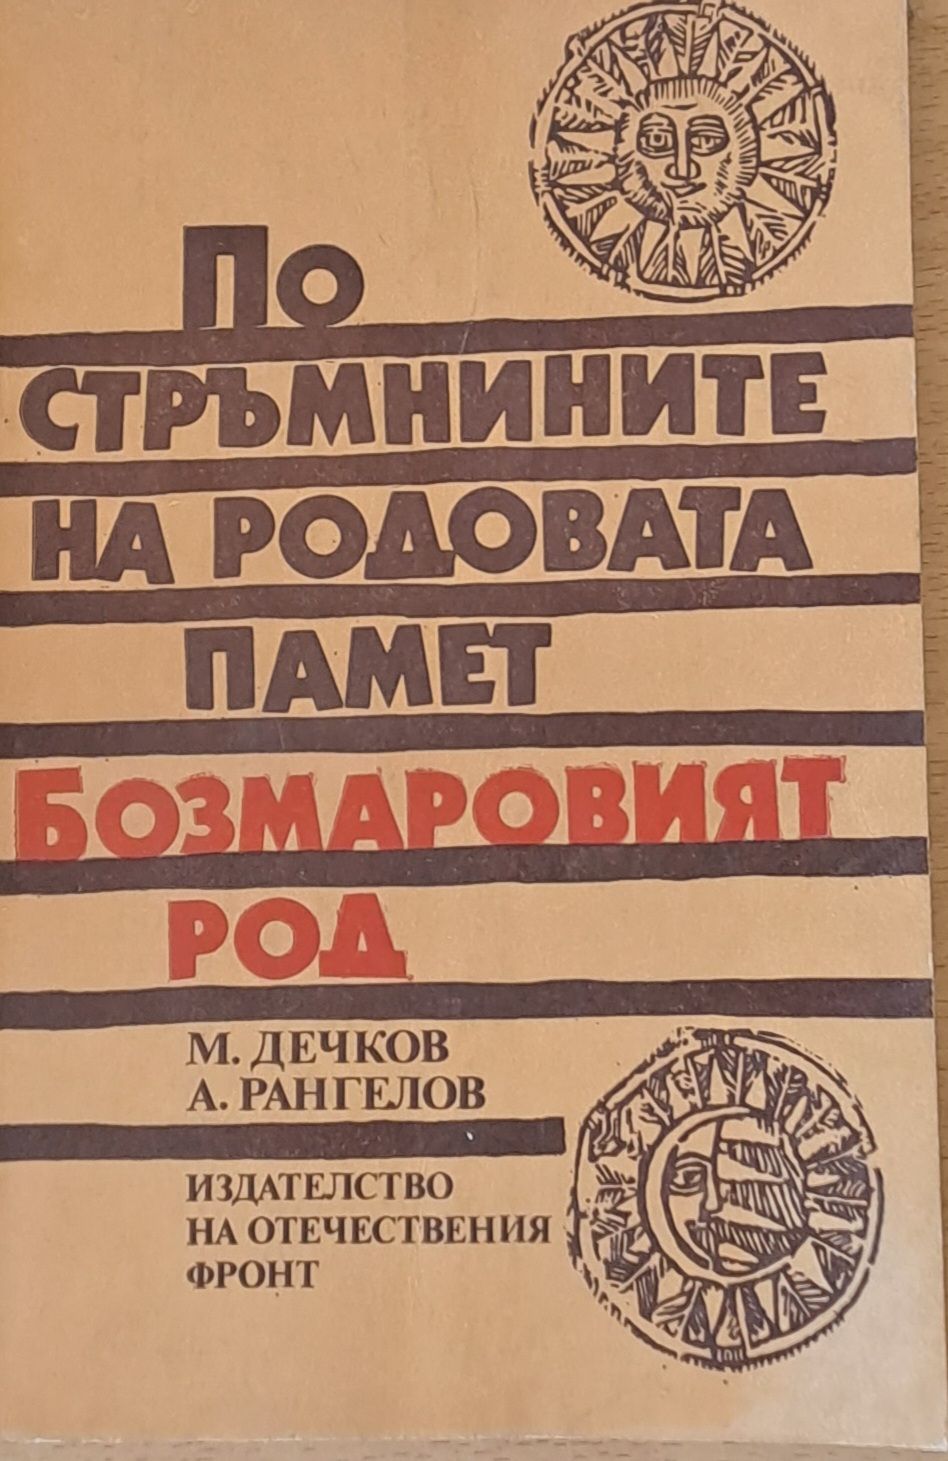 По
СТРЪМНИНИТЕ
НА РОДОВАТА
ПАМЕТ
БОЗМАРОВИЯТ
РОД
М. ДЕЧКОВ
А. РАНГЕЛОВ
ИЗДАТЕЛСТВО
НА ОТЕЧЕСТВЕНИЯ
ФРОНТ